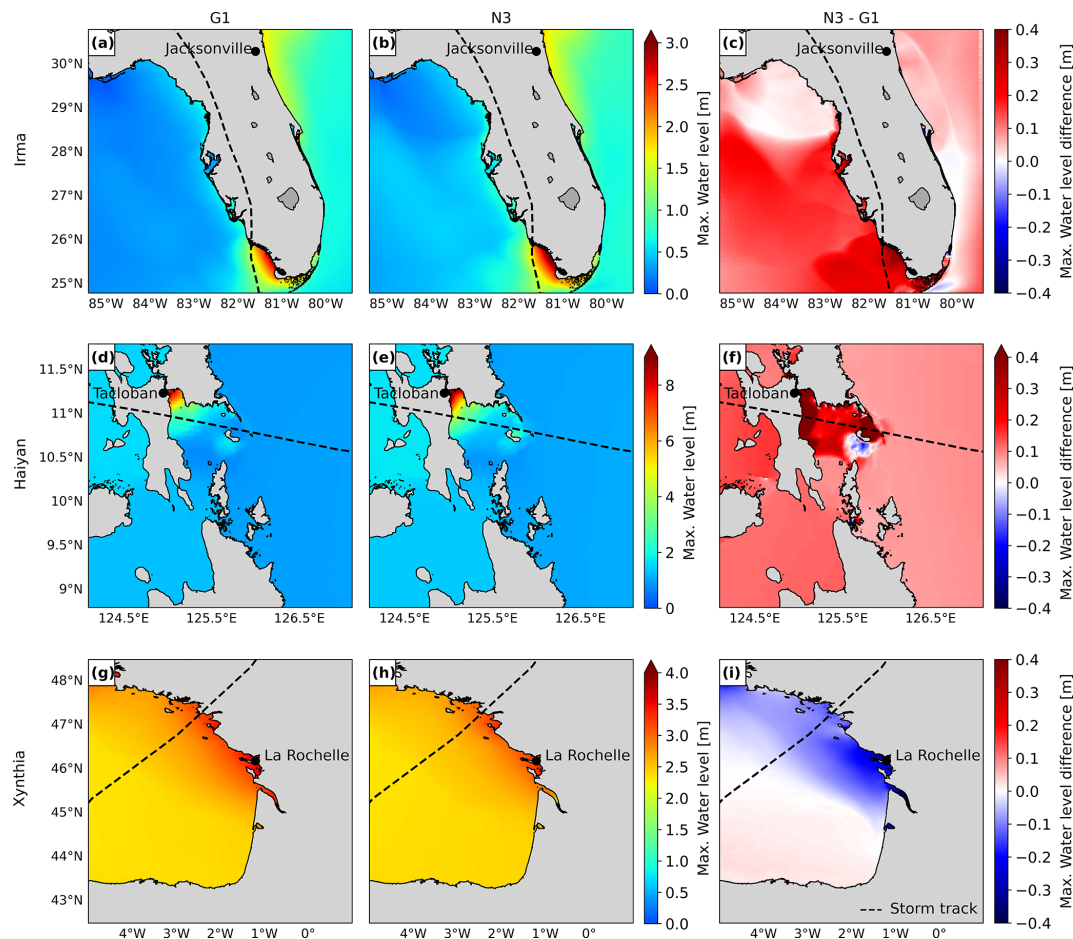 G1 N3 N3 - G1
Irma
(a) Jacksonville
30°N
29°N
28°N
27°N
26°N
25°N
85°W 84°W 82°W 81°W 80°W
(b) Jacksonville
85°W 84°W 82°W 81°W 80°W
3.0
2.5
2.0
1.5
1.0
0.5
0.0
Max. Water level [m]
(c) Jacksonville
85°W 84°W 82°W 81°W 80°W
0.4
0.3
0.2
0.1
0.0
−0.1
−0.2
−0.3
−0.4
Max. Water level difference [m]
Haiyan
(d)
Tacloban
11.5°N
11°N
10.5°N
10°N
9.5°N
9°N
124.5°E 125.5°E 126.5°E
(e)
Tacloban
124.5°E 125.5°E 126.5°E
8
6
4
2
0
Max. Water level [m]
(f)
Tacloban
124.5°E 125.5°E 126.5°E
0.4
0.3
0.2
0.1
0.0
−0.1
−0.2
−0.3
−0.4
Max. Water level difference [m]
Xynthia
(g)
La Rochelle
48°N
47°N
46°N
45°N
44°N
43°N
4°W 3°W 2°W 1°W 0°
(h)
La Rochelle
4°W 3°W 2°W 1°W 0°
4.0
3.5
3.0
2.5
2.0
1.5
1.0
0.5
0.0
Max. Water level [m]
(i)
La Rochelle
Storm track
4°W 3°W 2°W 1°W 0°
0.4
0.3
0.2
0.1
0.0
−0.1
−0.2
−0.3
−0.4
Max. Water level difference [m]